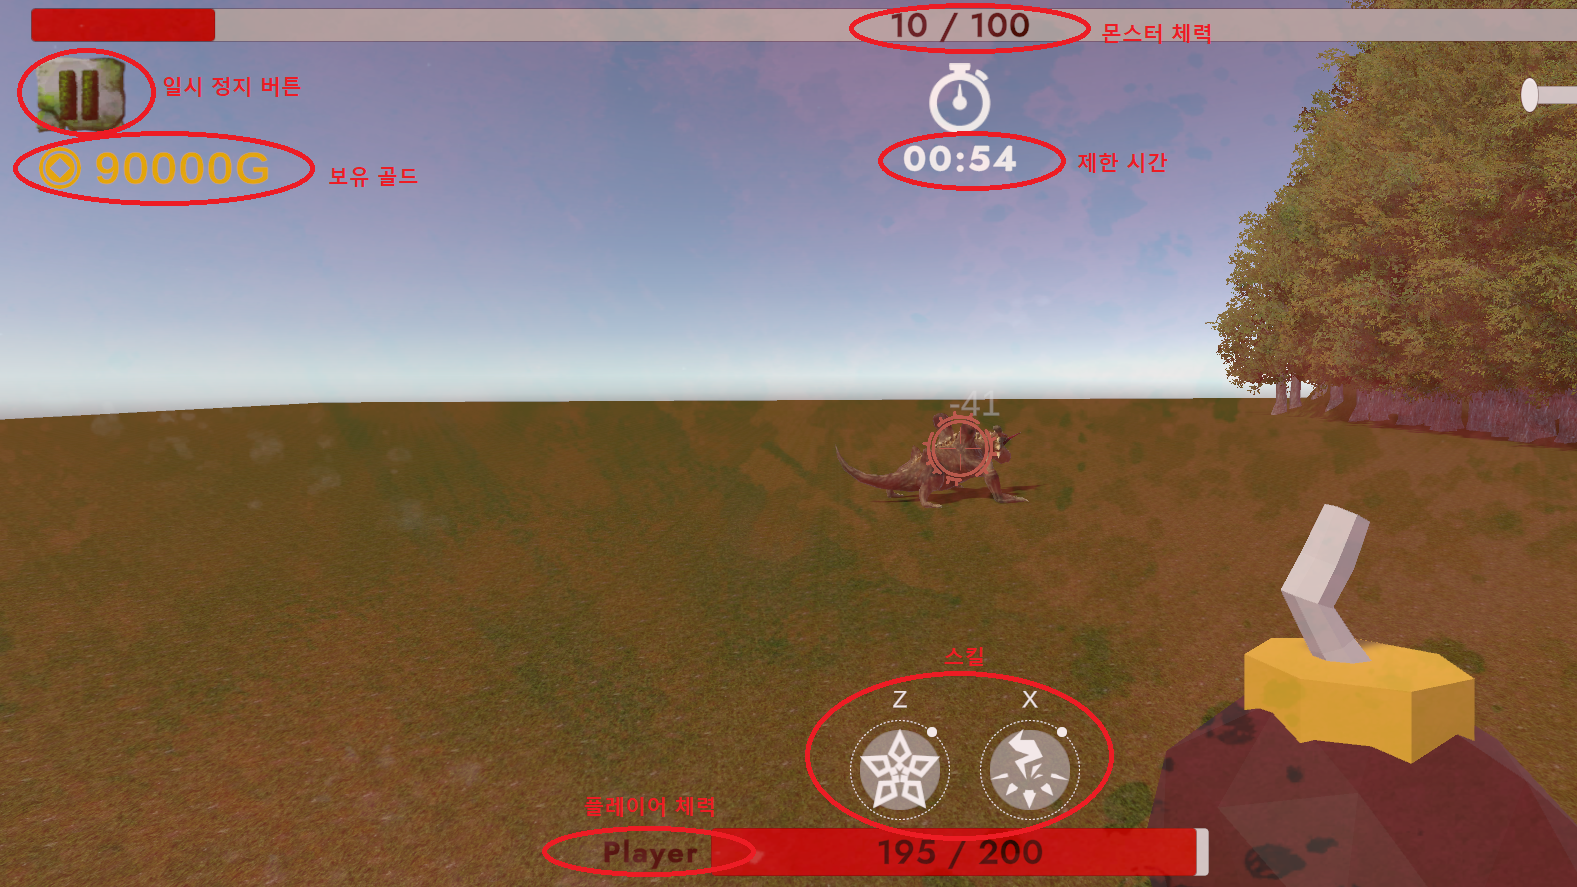 10 / 100 몬스터 체력
일시 정지 버튼
90000G 보유 골드
00:54 제한 시간
-41
스킬
Z X
플레이어 체력
Player 195 / 200